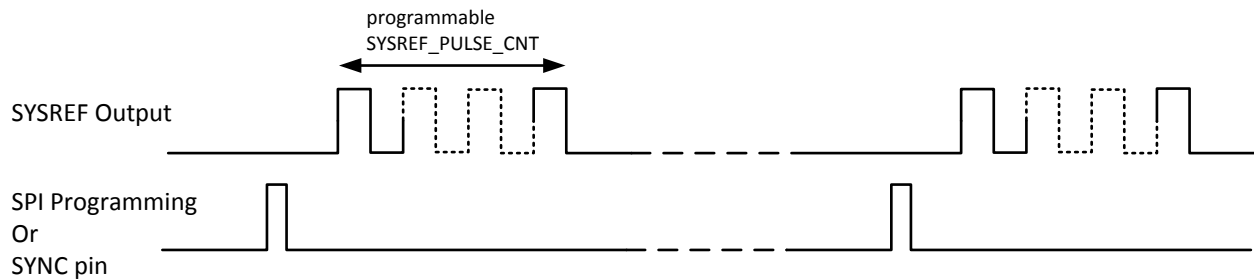 programmable
SYSREF_PULSE_CNT
SYSREF Output
SPI Programming
Or
SYNC pin